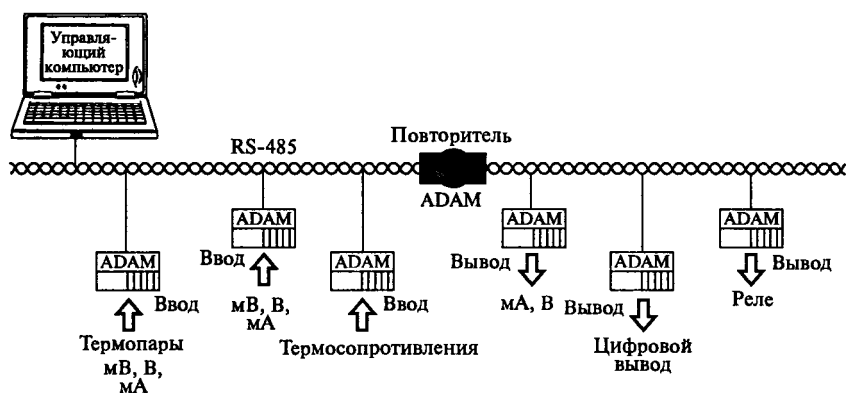 Управля-
ющий
компьютер
RS-485
Повторитель
ADAM
ADAM
Ввод
Термопары
мВ, В,
мА
ADAM
Ввод
мВ, В,
мА
ADAM
Ввод
Термосопротивления
ADAM
Вывод
мА, В
ADAM
Вывод
Цифровой
вывод
ADAM
Вывод
Реле